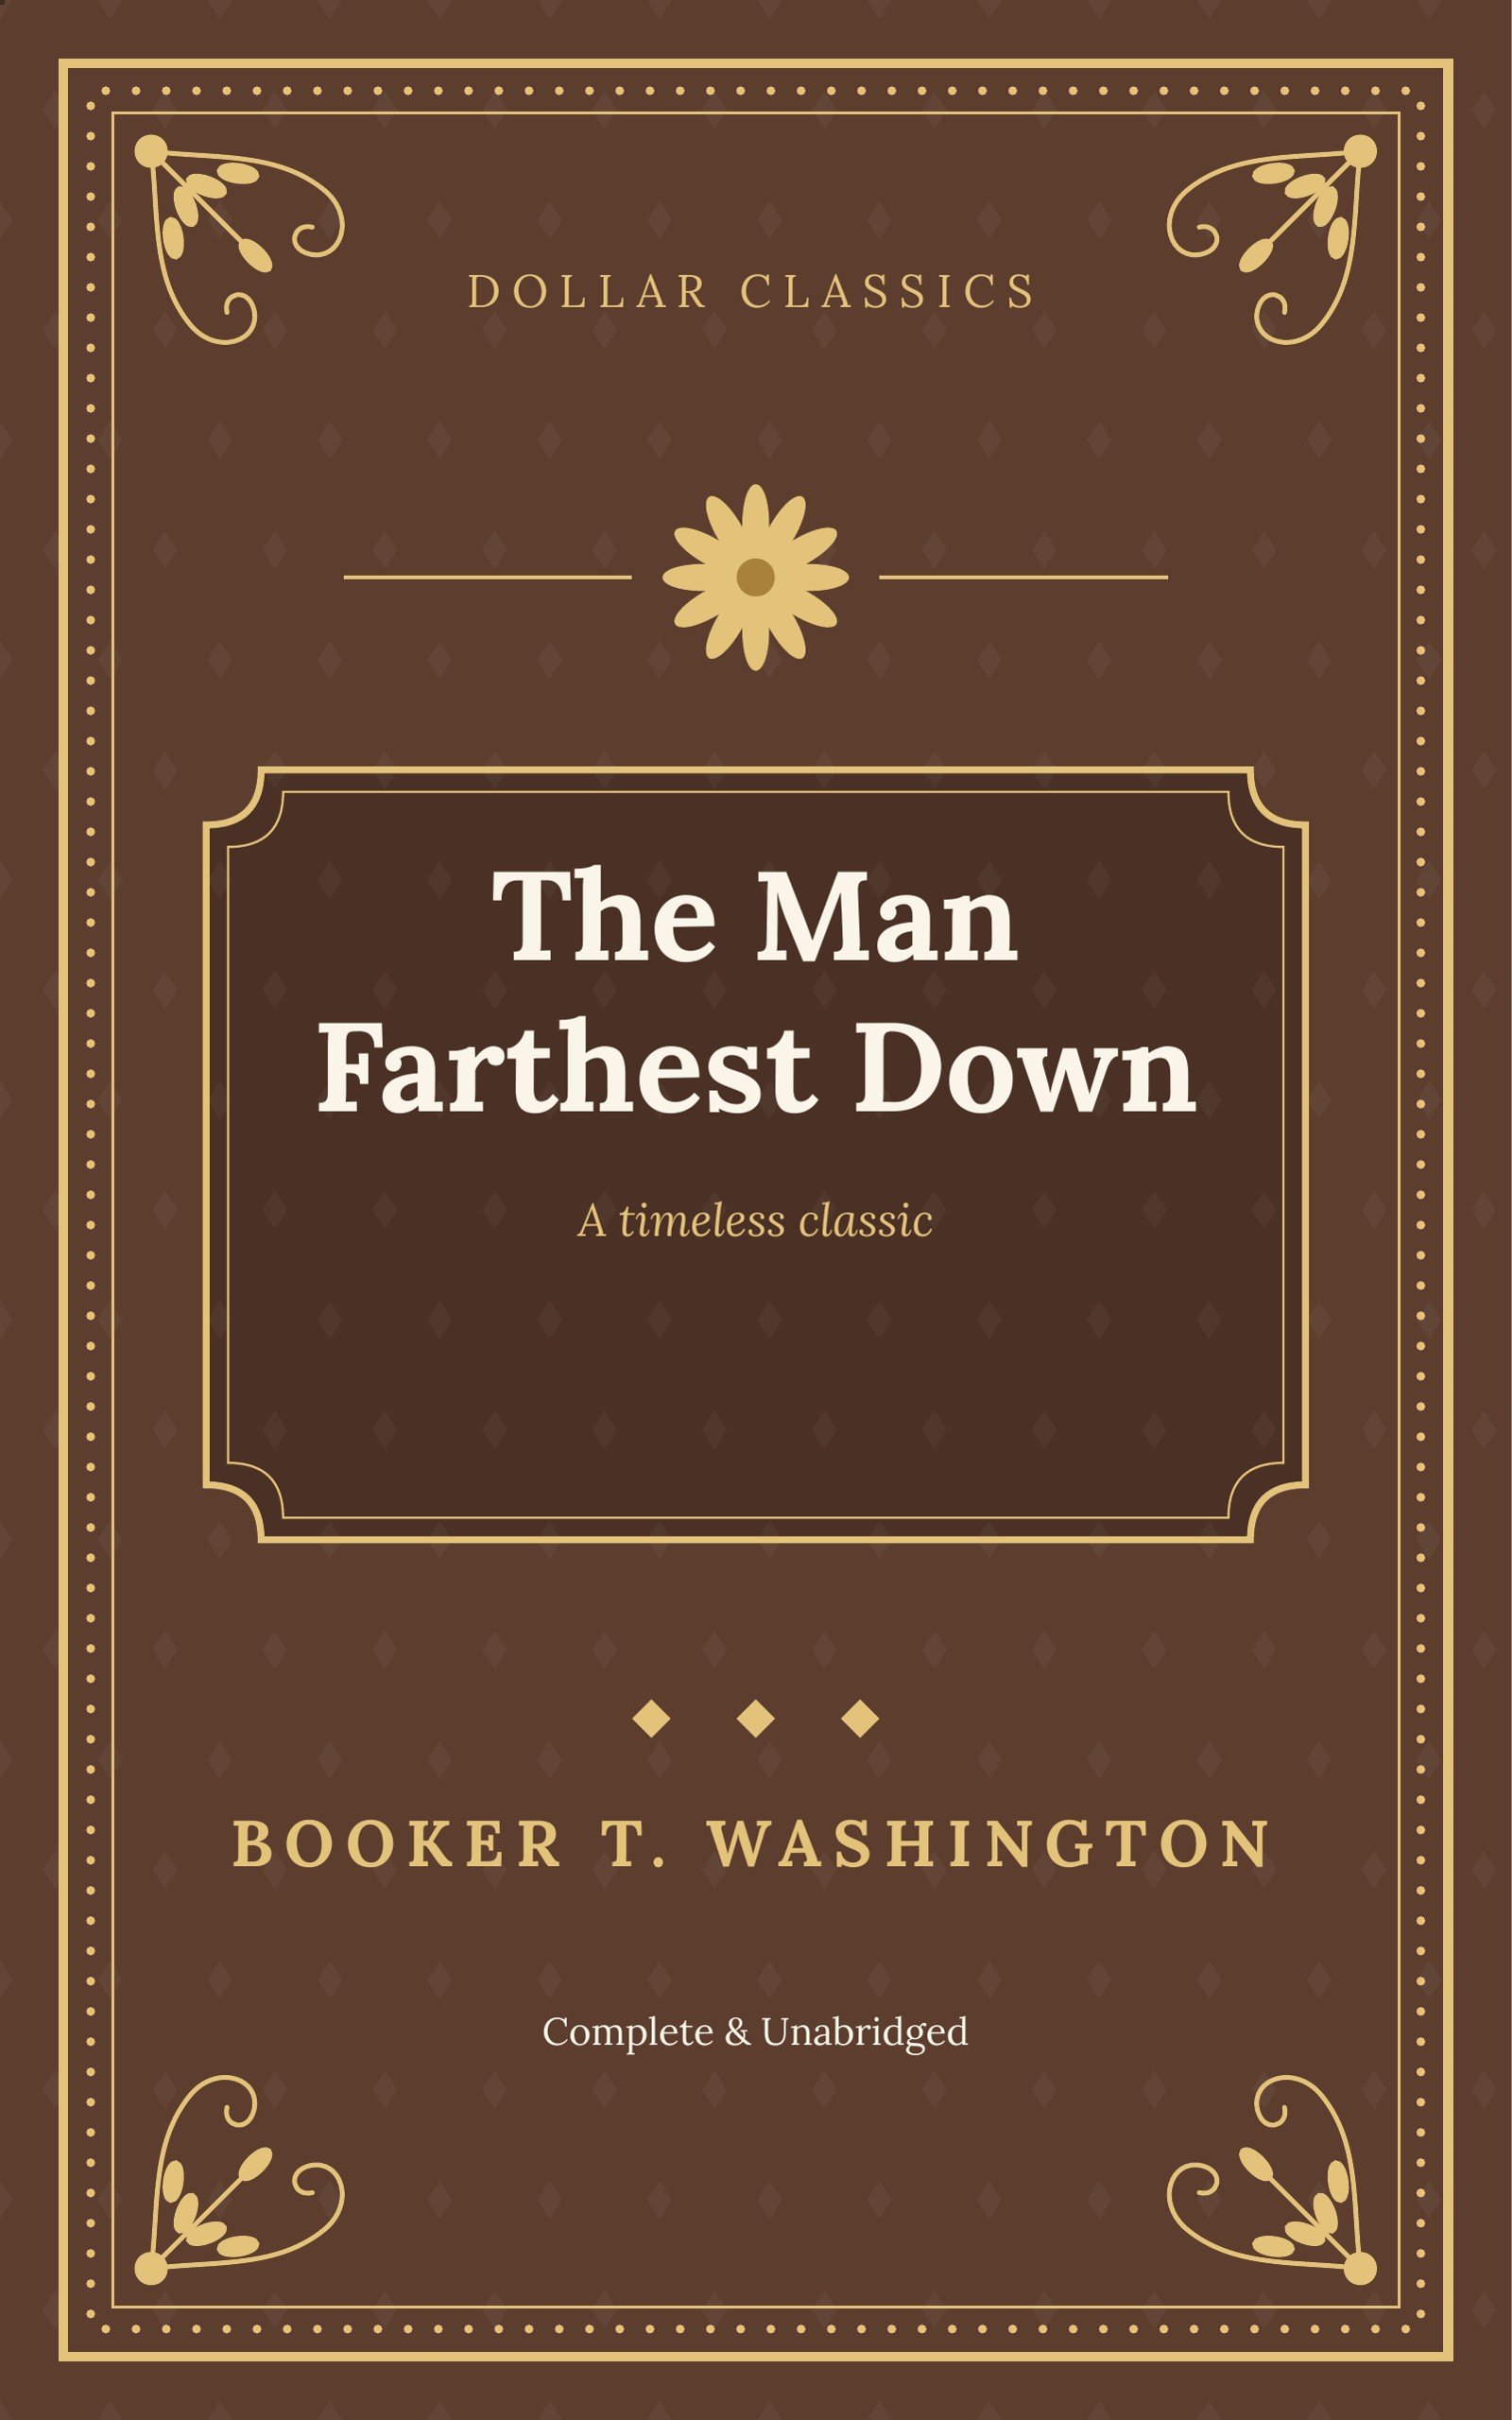 DOLLAR CLASSICS
The Man
Farthest Down
A timeless classic
BOOKER T. WASHINGTON
Complete & Unabridged